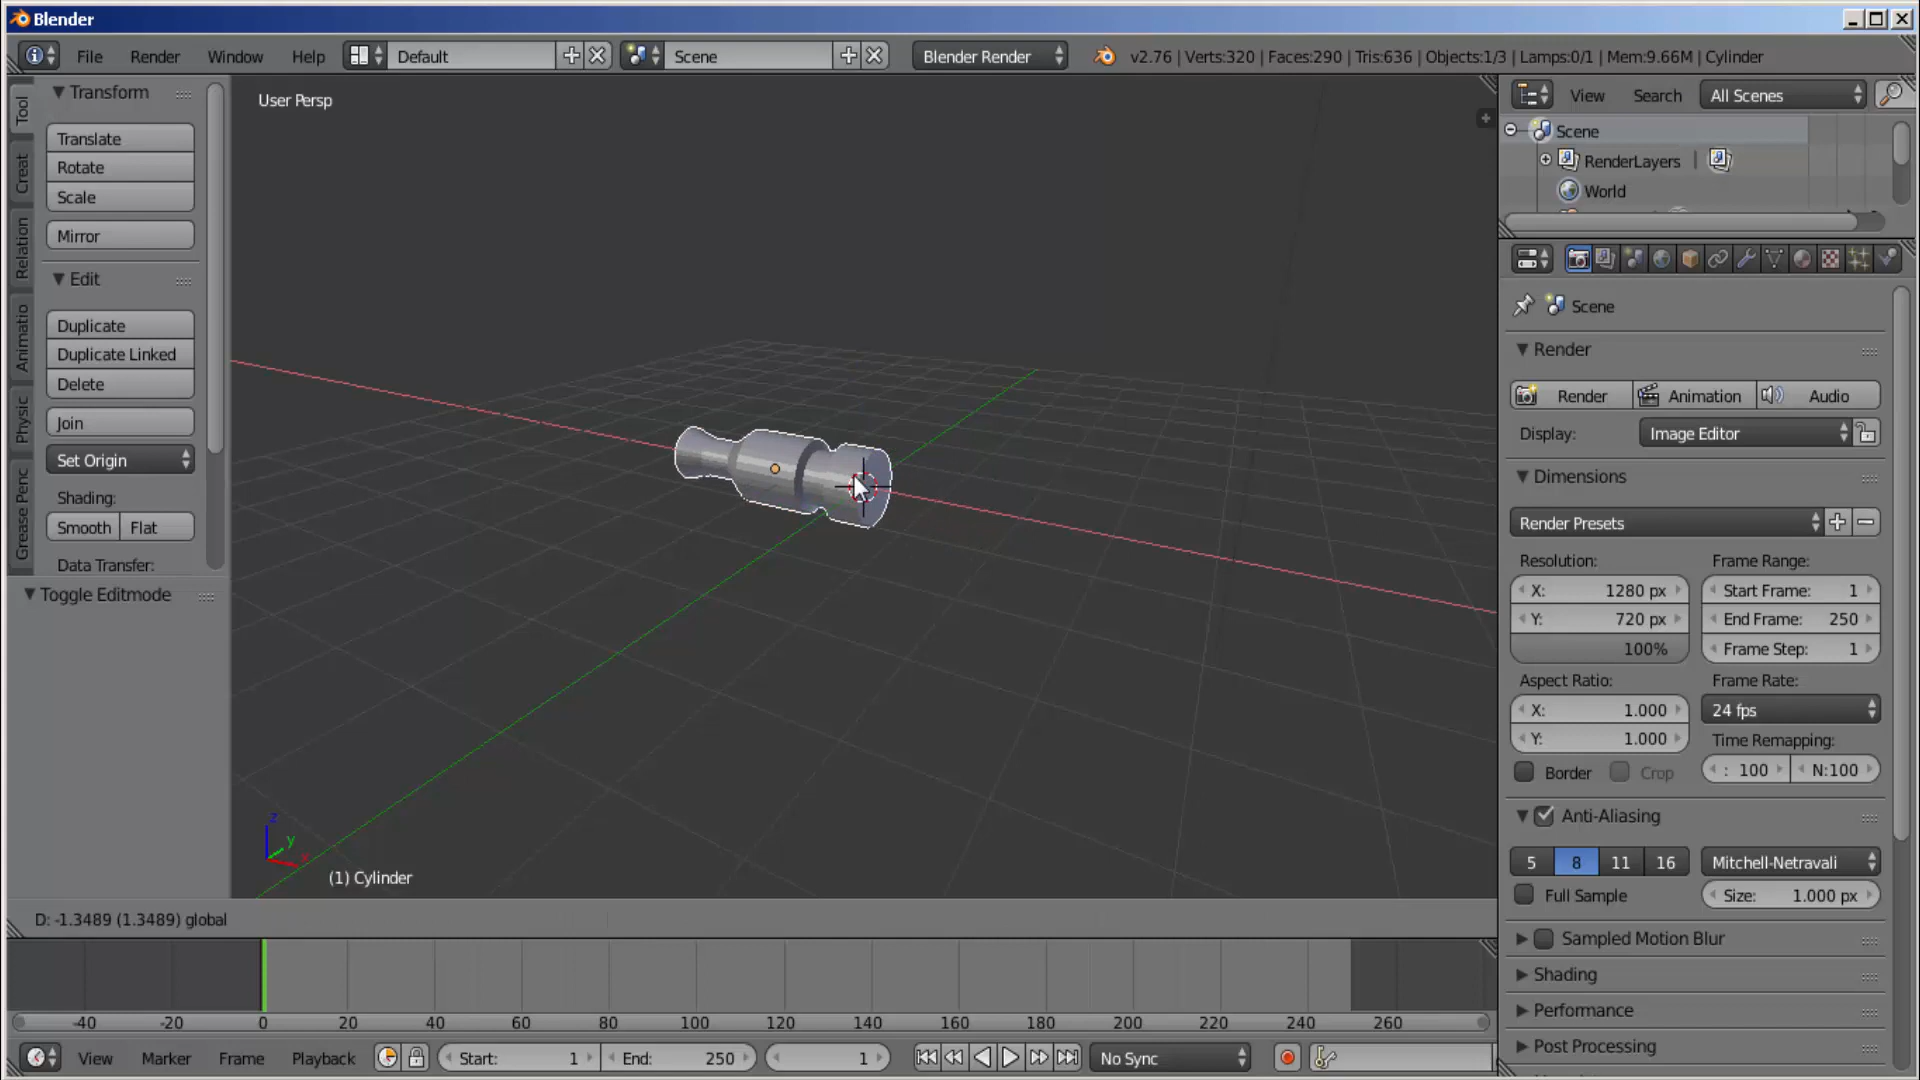 Blender
File Render Window Help Default Scene Blender Render v2.76 | Verts:320 | Faces:290 | Tris:636 | Objects:1/3 | Lamps:0/1 | Mem:9.66M | Cylinder
Tool
Creat
Relation
Animatio
Physic
Grease Penc
Transform
Translate
Rotate
Scale
Mirror
Edit
Duplicate
Duplicate Linked
Delete
Join
Set Origin
Shading:
Smooth Flat
Data Transfer:
Toggle Editmode
User Persp
z
y
x
(1) Cylinder
D: -1.3489 (1.3489) global
-40 -20 0 20 40 60 80 100 120 140 160 180 200 220 240 260
View Marker Frame Playback Start: 1 End: 250 1 No Sync
View Search All Scenes
Scene
RenderLayers
World
Scene
Render
Render Animation Audio
Display: Image Editor
Dimensions
Render Presets
Resolution: Frame Range:
X: 1280 px Start Frame: 1
Y: 720 px End Frame: 250
100% Frame Step: 1
Aspect Ratio: Frame Rate:
X: 1.000 24 fps
Y: 1.000 Time Remapping:
Border Crop : 100 N:100
Anti-Aliasing
5 8 11 16 Mitchell-Netravali
Full Sample Size: 1.000 px
Sampled Motion Blur
Shading
Performance
Post Processing